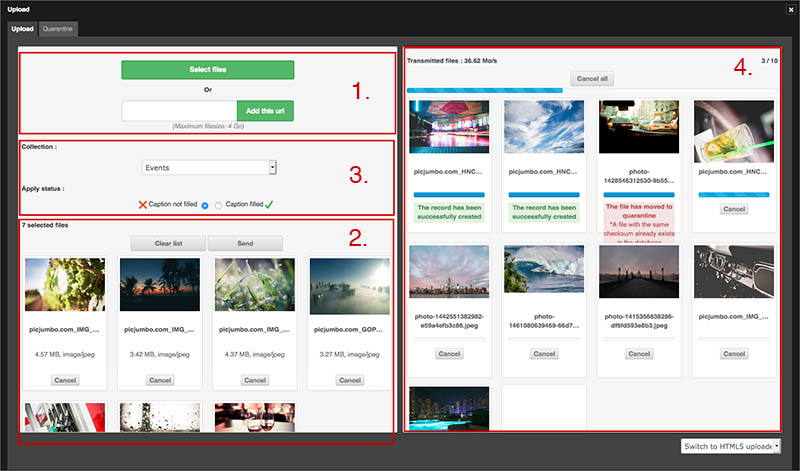 Upload
Upload Quarantine
Select files
Or
Add this url
(Maximum filesize: 4 Go)
1.
Collection :
Events
3.
Apply status :
Caption not filled Caption filled
7 selected files
2.
Clear list Send
picjumbo.com_IMG_... picjumbo.com_IMG_... picjumbo.com_IMG_... picjumbo.com_GOP...
4.57 MB, image/jpeg 3.42 MB, image/jpeg 4.37 MB, image/jpeg 3.27 MB, image/jpeg
Cancel Cancel Cancel Cancel
Transmitted files : 36.62 Mo/s
4.
3 / 10
Cancel all
picjumbo.com_HNC... picjumbo.com_HNC... photo-1428546312530-9b55... picjumbo.com_HNC...
The record has been successfully created
The record has been successfully created
The file has moved to quarantine
*A file with the same checksum already exists in the database
Cancel
photo-1442551382982-e59a4efb3c86.jpeg
photo-1461080639469-66d7...
photo-1415356838286-df6fd593e8b3.jpeg
picjumbo.com_IMG_...
Cancel Cancel Cancel Cancel
Switch to HTML5 uploade